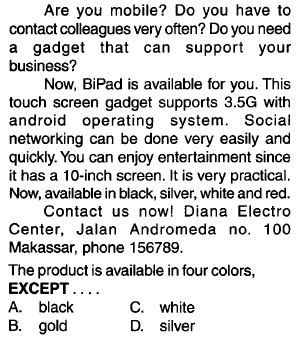 Are you mobile? Do you have to
contact colleagues very often? Do you need
a gadget that can support your
business?
Now, BiPad is available for you. This
touch screen gadget supports 3.5G with
android operating system. Social
networking can be done very easily and
quickly. You can enjoy entertainment since
it has a 10-inch screen. It is very practical.
Now, available in black, silver, white and red.
Contact us now! Diana Electro
Center, Jalan Andromeda no. 100
Makassar, phone 156789.
The product is available in four colors,
EXCEPT . . . .
A. black C. white
B. gold D. silver